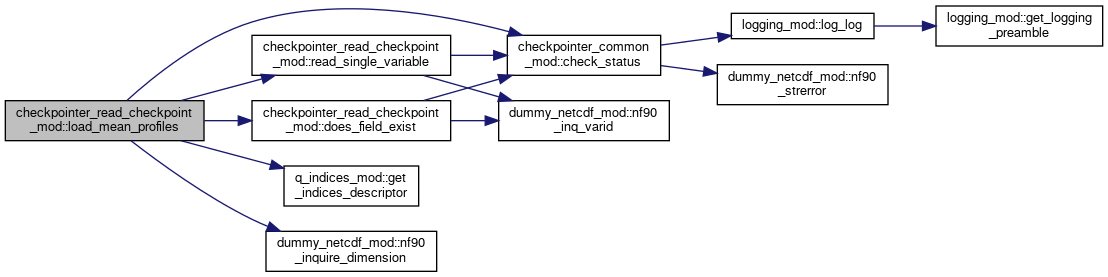 checkpointer_read_checkpoint
_mod::load_mean_profiles
checkpointer_read_checkpoint
_mod::read_single_variable
checkpointer_read_checkpoint
_mod::does_field_exist
q_indices_mod::get
_indices_descriptor
dummy_netcdf_mod::nf90
_inquire_dimension
checkpointer_common
_mod::check_status
dummy_netcdf_mod::nf90
_inq_varid
logging_mod::log_log
dummy_netcdf_mod::nf90
_strerror
logging_mod::get_logging
_preamble